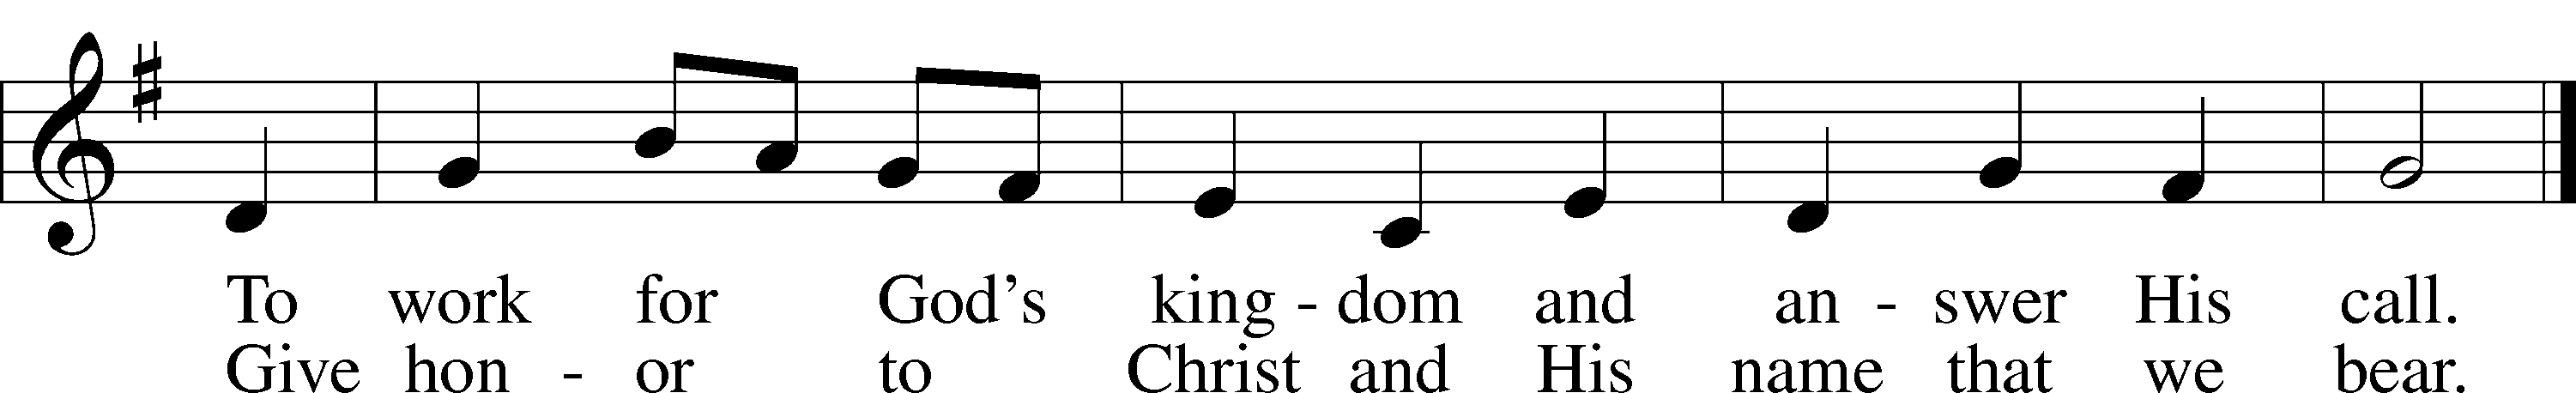 To work for God's king - dom and an - swer His call.
Give hon - or to Christ and His name that we bear.